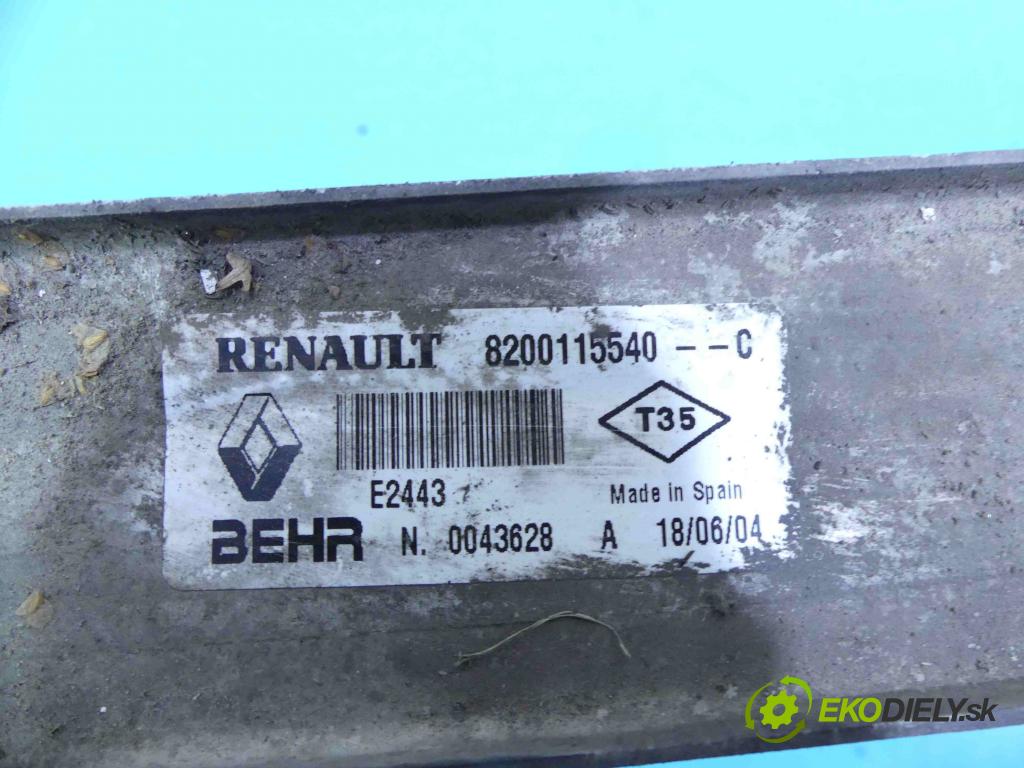 RENAULT 8200115540 --C
T35
E2443
Made in Spain
BEHR N. 0043628 A 18/06/04
EKODIELY.sk